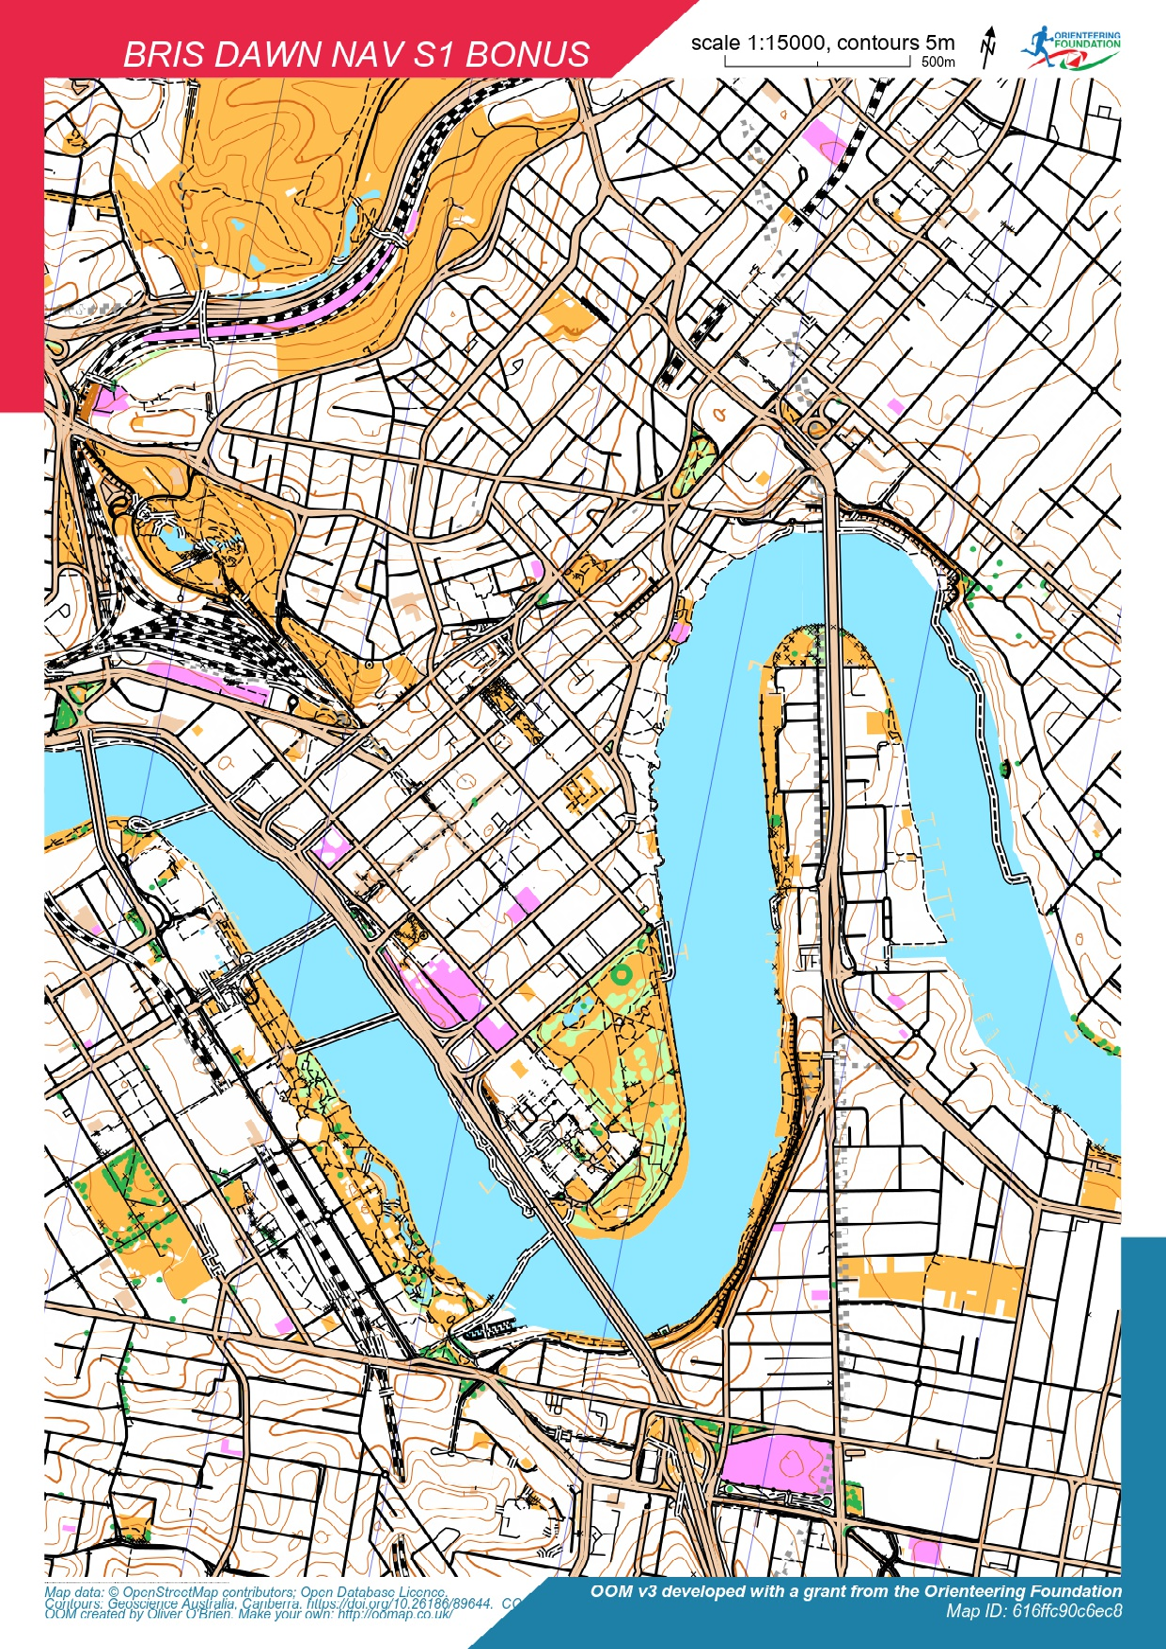 BRIS DAWN NAV S1 BONUS
scale 1:15000, contours 5m
500m
N
ORIENTEERING
FOUNDATION
Map data: © OpenStreetMap contributors; Open Database Licence.
Contours: Geoscience Australia, Canberra. https://doi.org/10.26186/89644. CC
OOM created by Oliver O'Brien. Make your own: http://oomap.co.uk/
OOM v3 developed with a grant from the Orienteering Foundation
Map ID: 616ffc90c6ec8